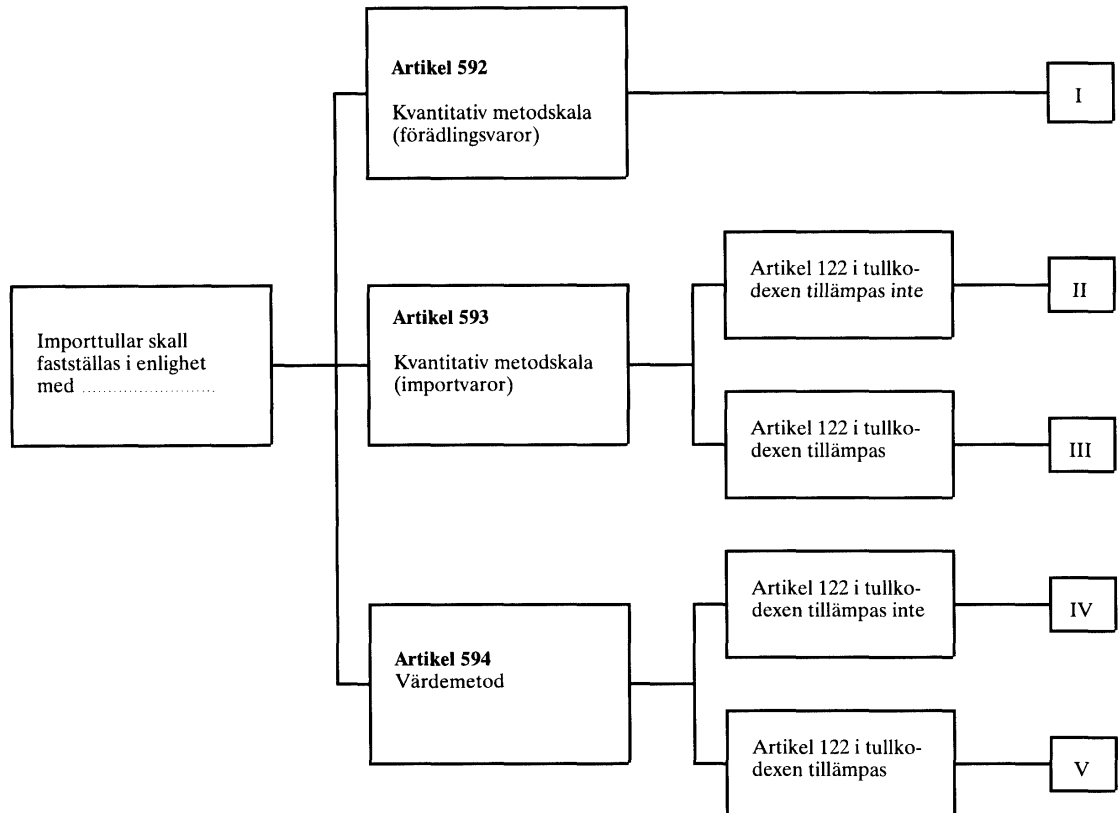 Artikel 592
Kvantitativ metodskala
(förädlingsvaror)
I
Importtullar skall
fastställas i enlighet
med ...........................
Artikel 593
Kvantitativ metodskala
(importvaror)
Artikel 122 i tullko-
dexen tillämpas inte
II
Artikel 122 i tullko-
dexen tillämpas
III
Artikel 594
Värdemetod
Artikel 122 i tullko-
dexen tillämpas inte
IV
Artikel 122 i tullko-
dexen tillämpas
V